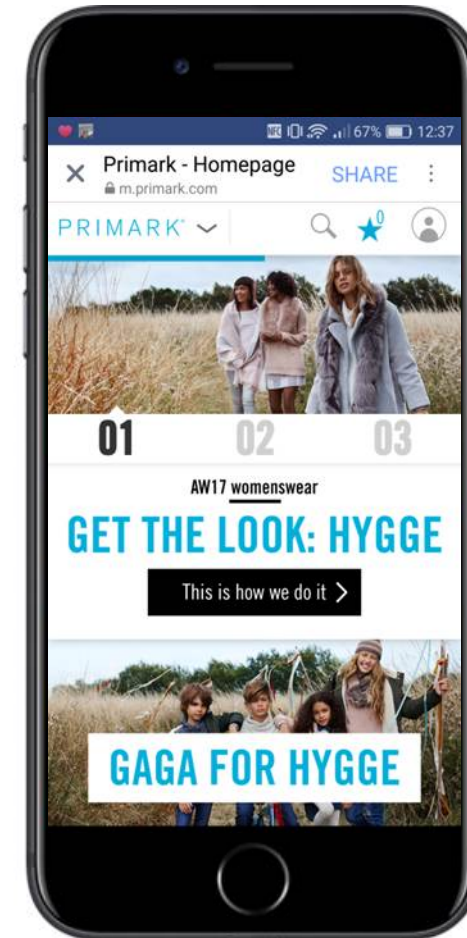 NFC 67% 12:37
Primark - Homepage
m.primark.com
SHARE
PRIMARK®
0
01 02 03
AW17 womenswear
GET THE LOOK: HYGGE
This is how we do it
GAGA FOR HYGGE